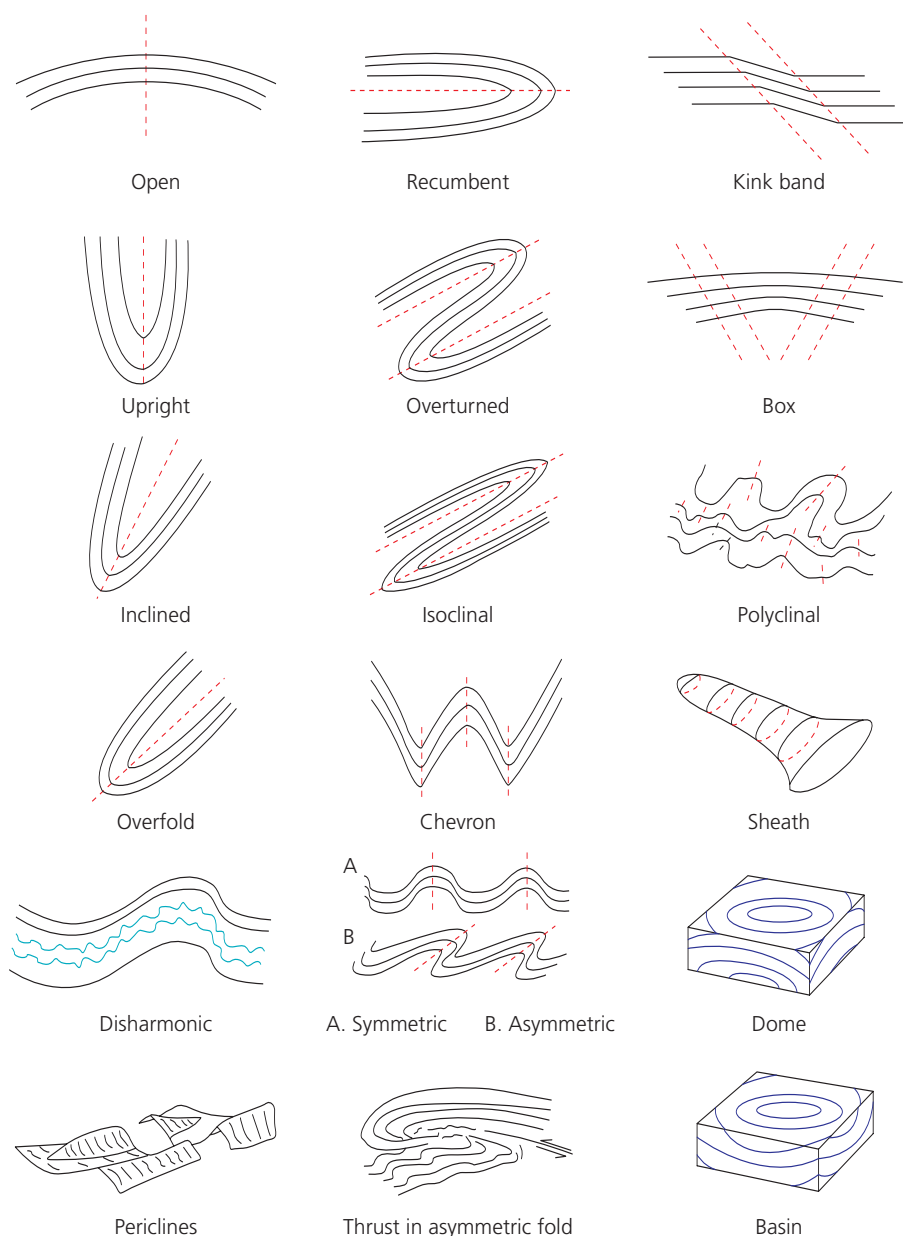 Open
Recumbent
Kink band
Upright
Overturned
Box
Inclined
Isoclinal
Polyclinal
Overfold
Chevron
Sheath
A
B
Disharmonic
A. Symmetric
B. Asymmetric
Dome
Periclines
Thrust in asymmetric fold
Basin